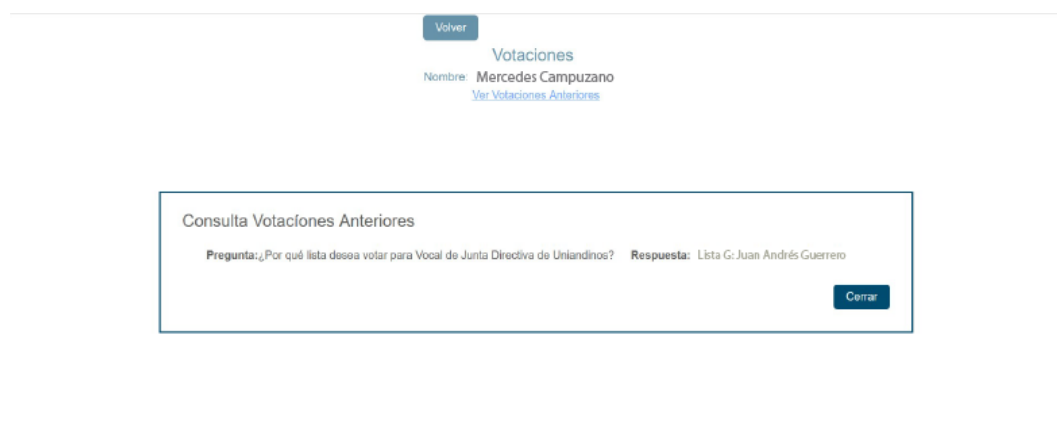 Volver
Votaciones
Nombre: Mercedes Campuzano
Ver Votaciones Anteriores
Consulta Votaciones Anteriores
Pregunta:¿Por qué lista desea votar para Vocal de Junta Directiva de Uniandinos? Respuesta: Lista G: Juan Andrés Guerrero
Cerrar